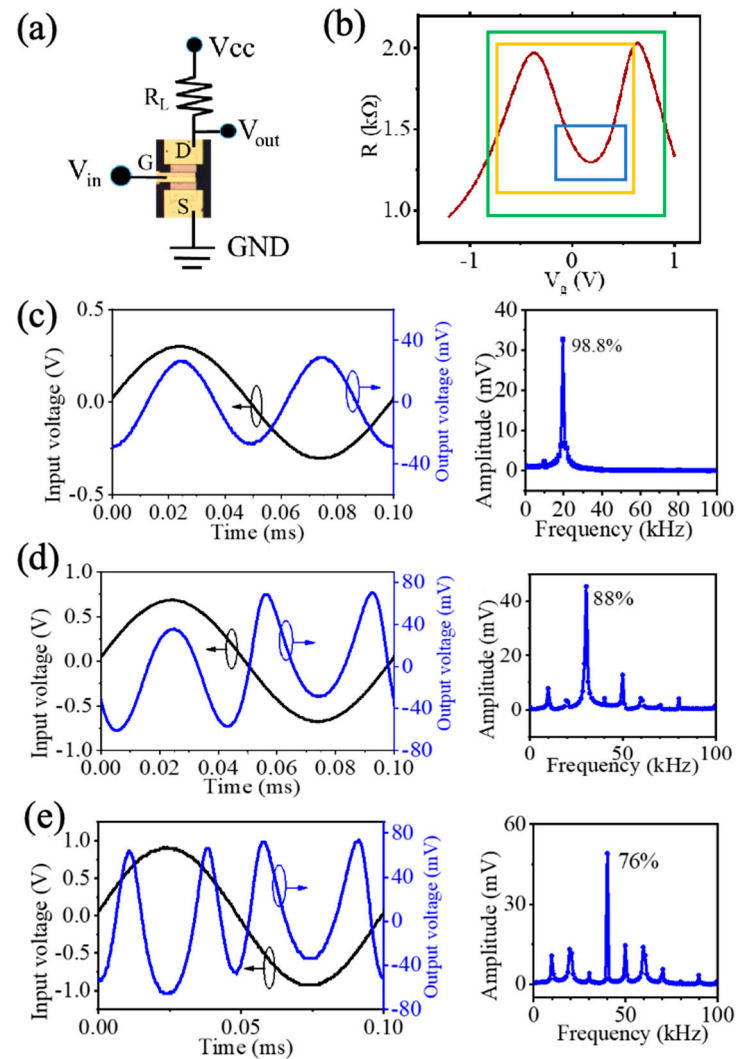 (a)
Vcc
R_L
V_out
D
G
V_in
S
GND
(b)
2.0
1.5
1.0
R (kΩ)
-1
0
1
V_g (V)
(c)
0.5
0.0
-0.5
Input voltage (V)
40
0
-40
Output voltage (mV)
0.00 0.02 0.04 0.06 0.08 0.10
Time (ms)
40
30
20
10
0
Amplitude (mV)
98.8%
0 20 40 60 80 100
Frequency (kHz)
(d)
1.0
0.5
0.0
-0.5
-1.0
Input voltage (V)
80
40
0
-40
-80
Output voltage (mV)
0.00 0.02 0.04 0.06 0.08 0.10
Time (ms)
40
20
0
Amplitude (mV)
88%
0 50 100
Frequency (kHz)
(e)
1.0
0.5
0.0
-0.5
-1.0
Input voltage (V)
80
40
0
-40
-80
Output voltage (mV)
0.00 0.05 0.10
Time (ms)
60
30
0
Amplitude (mV)
76%
0 20 40 60 80 100
Frequency (kHz)